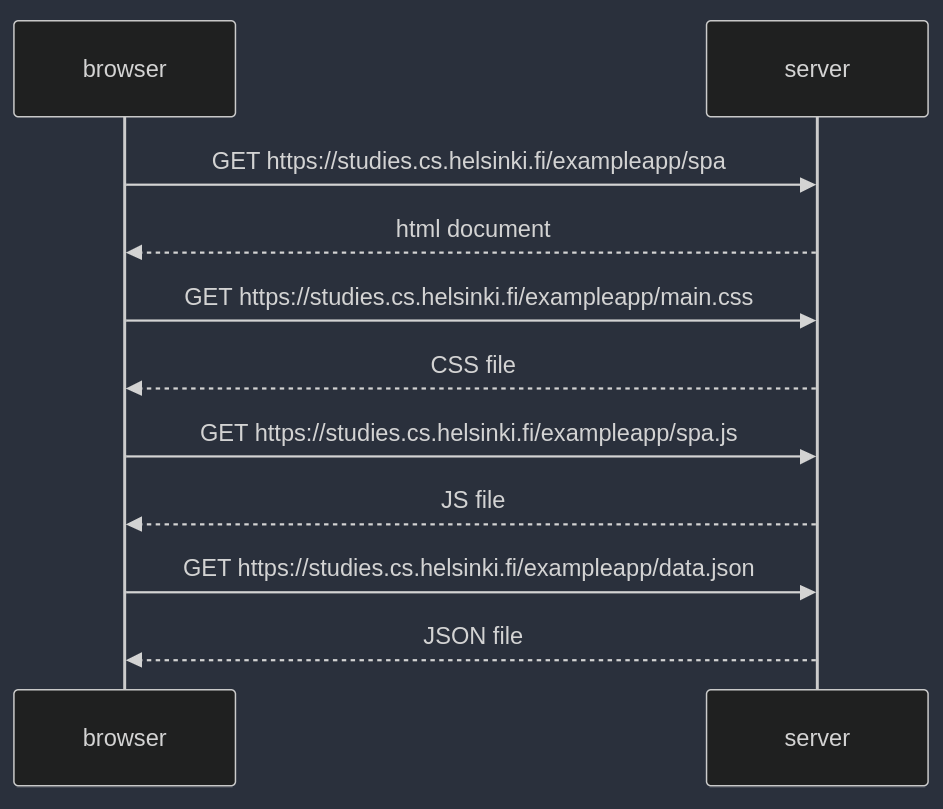 browser
server
GET https://studies.cs.helsinki.fi/exampleapp/spa
html document
GET https://studies.cs.helsinki.fi/exampleapp/main.css
CSS file
GET https://studies.cs.helsinki.fi/exampleapp/spa.js
JS file
GET https://studies.cs.helsinki.fi/exampleapp/data.json
JSON file
browser
server